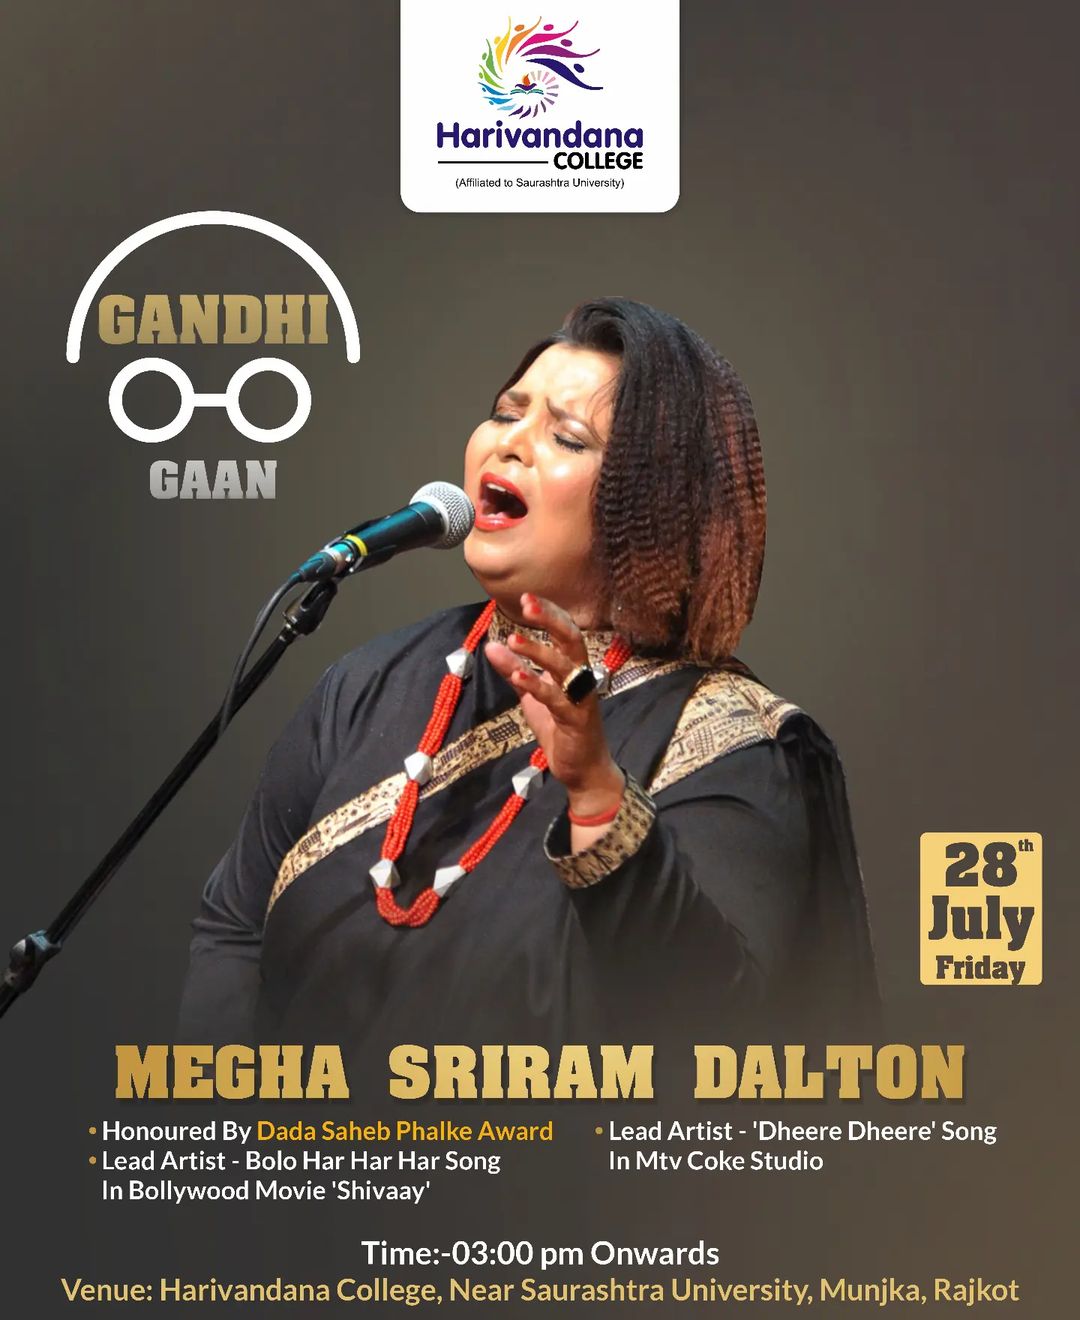 Harivandana
COLLEGE
(Affiliated to Saurashtra University)
GANDHI
GAAN
28th
July
Friday
MEGHA SRIRAM DALTON
• Honoured By Dada Saheb Phalke Award
• Lead Artist - Bolo Har Har Har Song
In Bollywood Movie 'Shivaay'
• Lead Artist - 'Dheere Dheere' Song
In Mtv Coke Studio
Time:-03:00 pm Onwards
Venue: Harivandana College, Near Saurashtra University, Munjka, Rajkot